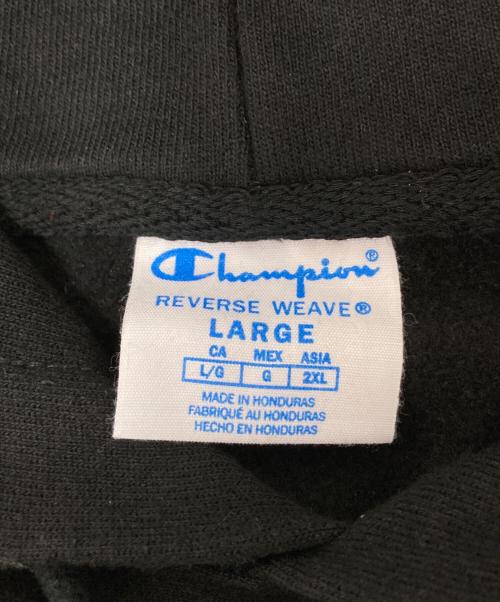 Champion®
REVERSE WEAVE®
LARGE
CA MEX ASIA
L/G G 2XL
MADE IN HONDURAS
FABRIQUÉ AU HONDURAS
HECHO EN HONDURAS